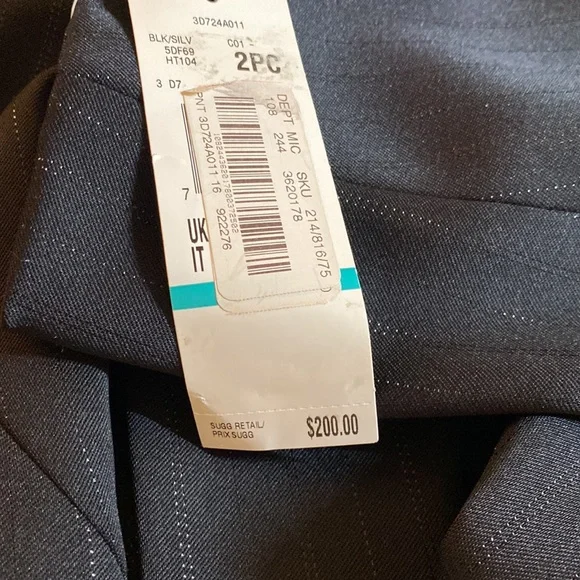 3D724A011
BLK/SILV C01
5DF69 2PC
HT104
3 D7
7
UK
IT
DEPT MIC SKU 214/816/75
108 244 3620178
PNT 3D724A011 16 922276
SUGG RETAIL/
PRIX SUGG $200.00